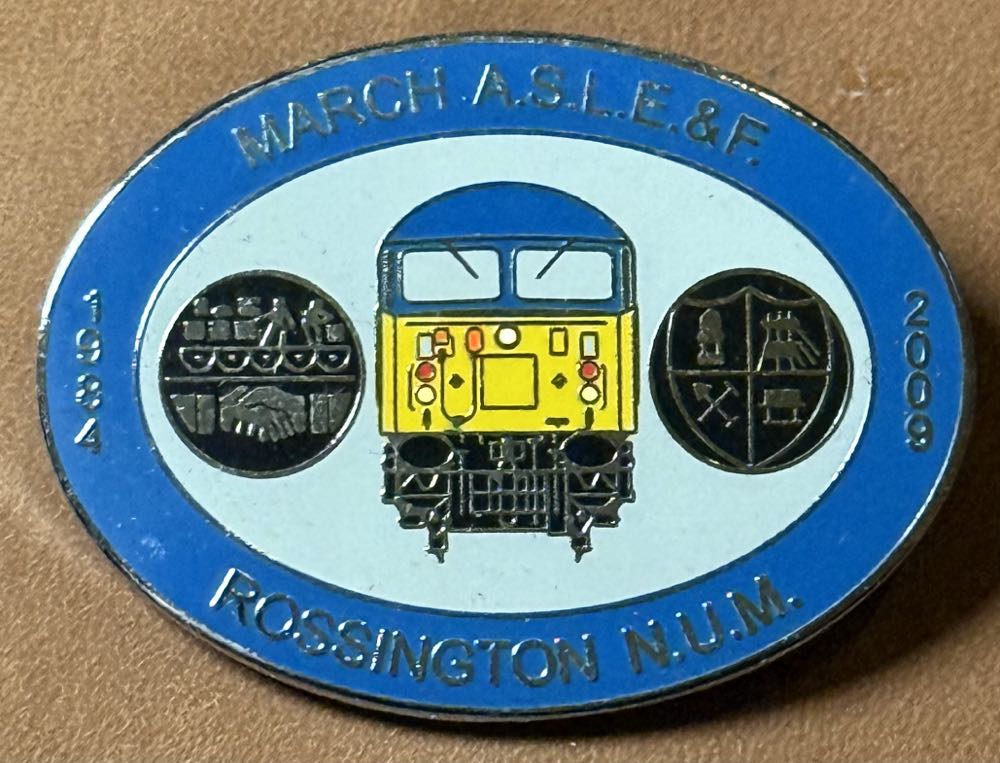 MARCH A.S.L.E.&F.
1984
2009
ROSSINGTON N.U.M.